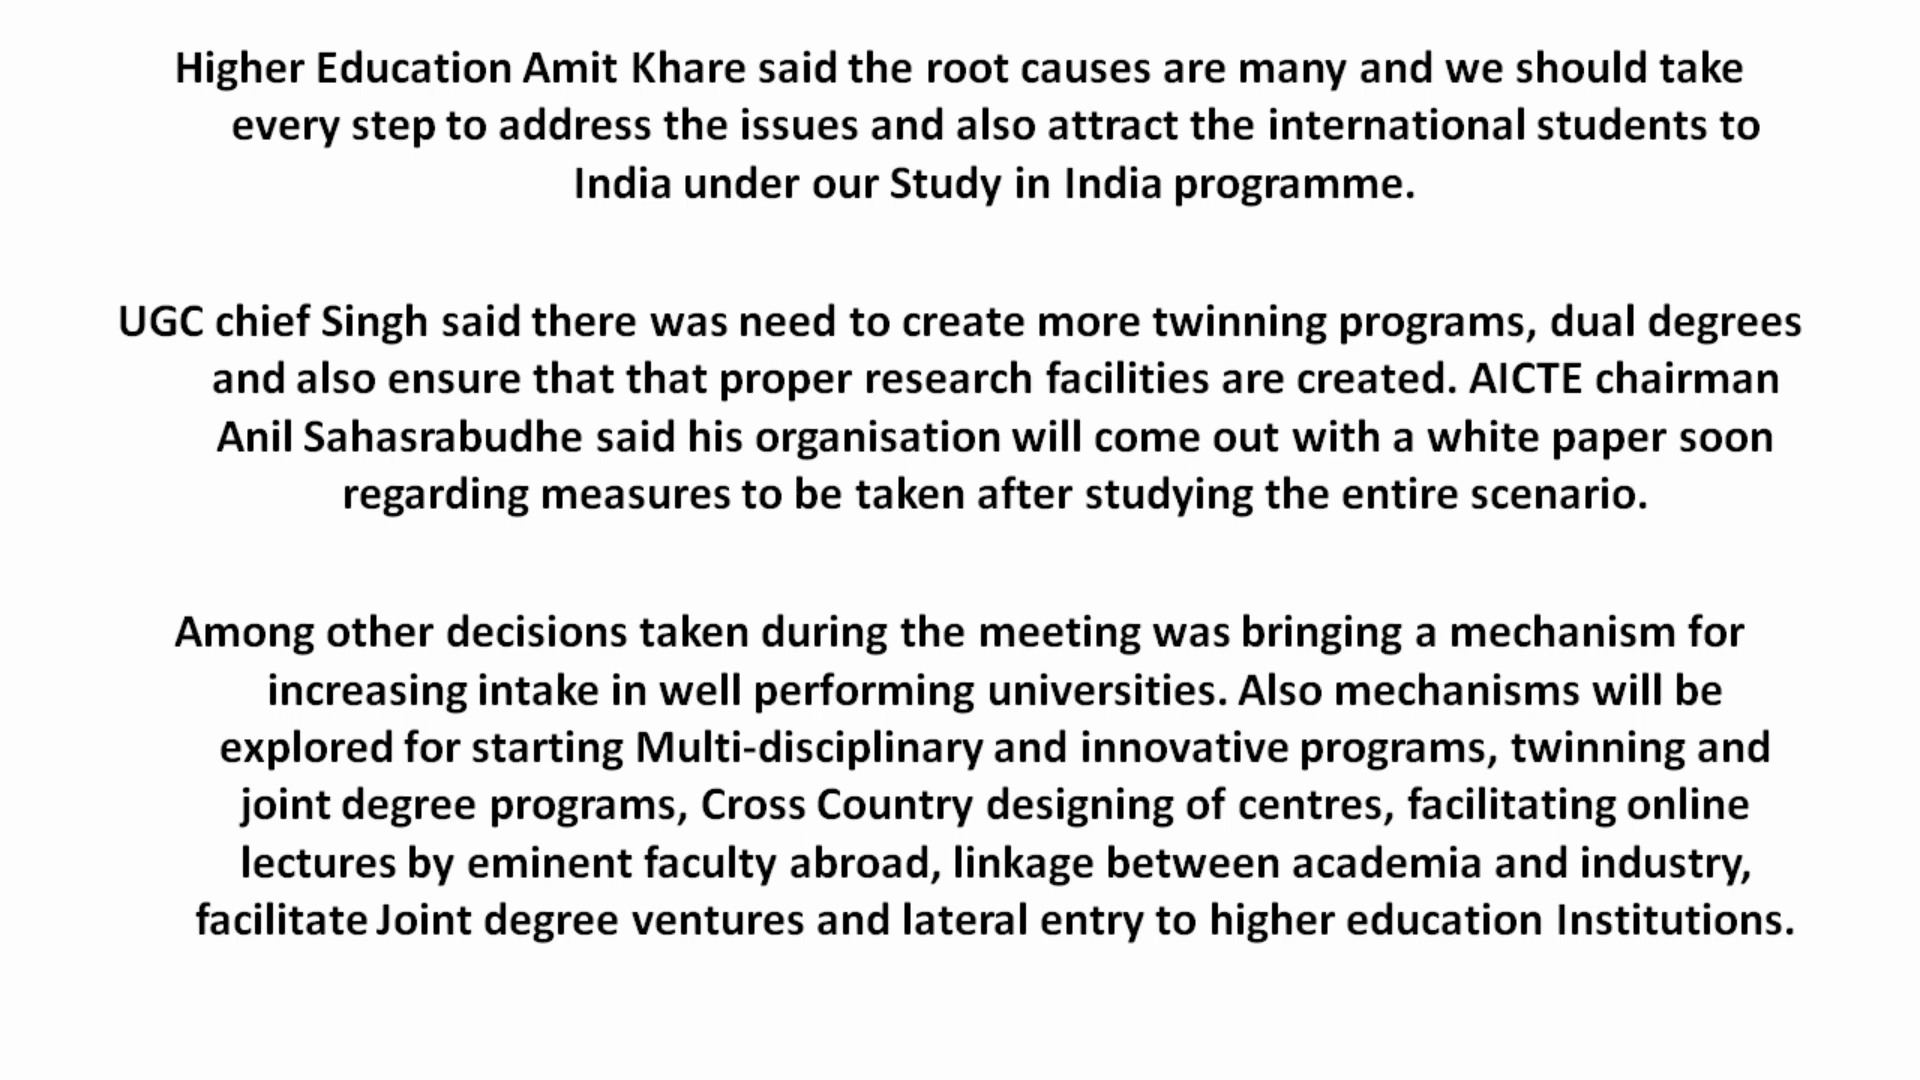 Higher Education Amit Khare said the root causes are many and we should take
every step to address the issues and also attract the international students to
India under our Study in India programme.
UGC chief Singh said there was need to create more twinning programs, dual degrees
and also ensure that that proper research facilities are created. AICTE chairman
Anil Sahasrabudhe said his organisation will come out with a white paper soon
regarding measures to be taken after studying the entire scenario.
Among other decisions taken during the meeting was bringing a mechanism for
increasing intake in well performing universities. Also mechanisms will be
explored for starting Multi-disciplinary and innovative programs, twinning and
joint degree programs, Cross Country designing of centres, facilitating online
lectures by eminent faculty abroad, linkage between academia and industry,
facilitate Joint degree ventures and lateral entry to higher education Institutions.